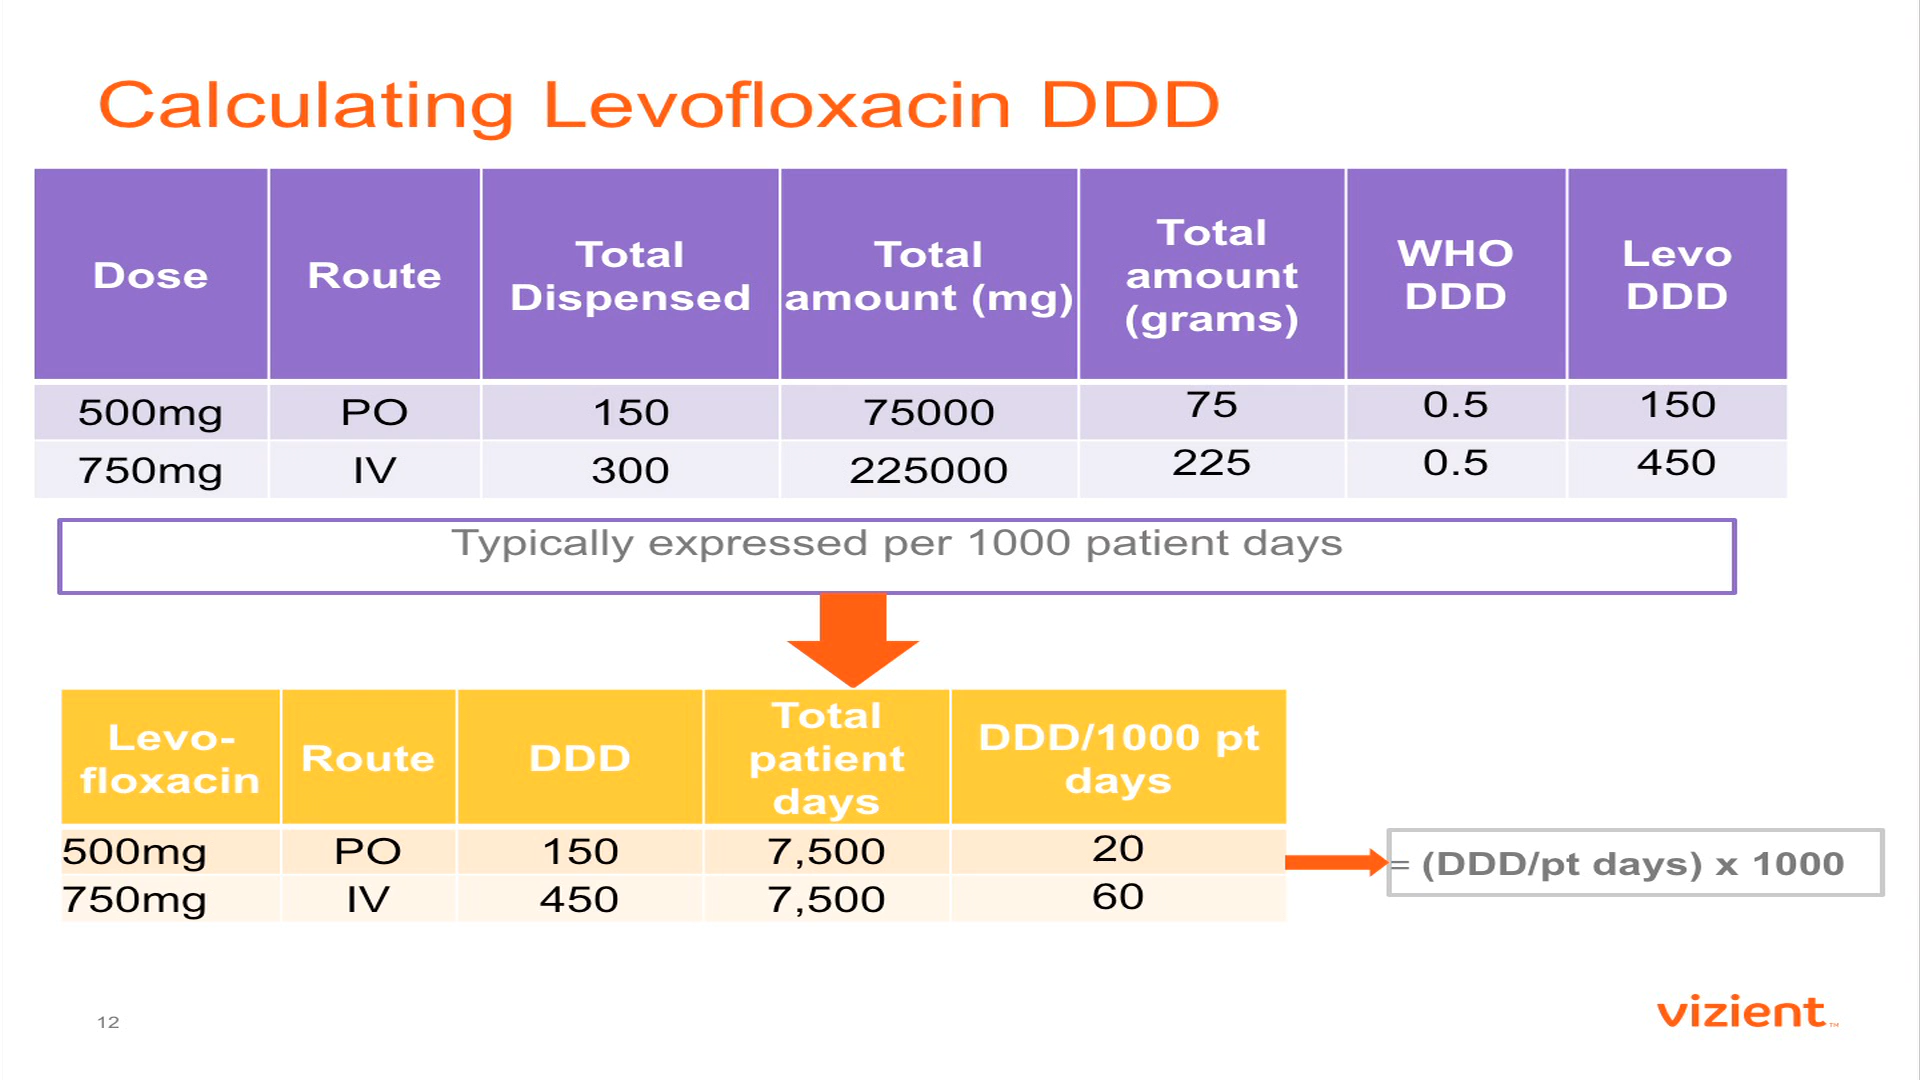 Calculating Levofloxacin DDD
Dose Route Total Dispensed Total amount (mg) Total amount (grams) WHO DDD Levo DDD
500mg PO 150 75000 75 0.5 150
750mg IV 300 225000 225 0.5 450
Typically expressed per 1000 patient days
Levo-floxacin Route DDD Total patient days DDD/1000 pt days
500mg PO 150 7,500 20
= (DDD/pt days) x 1000
750mg IV 450 7,500 60
12
vizient™